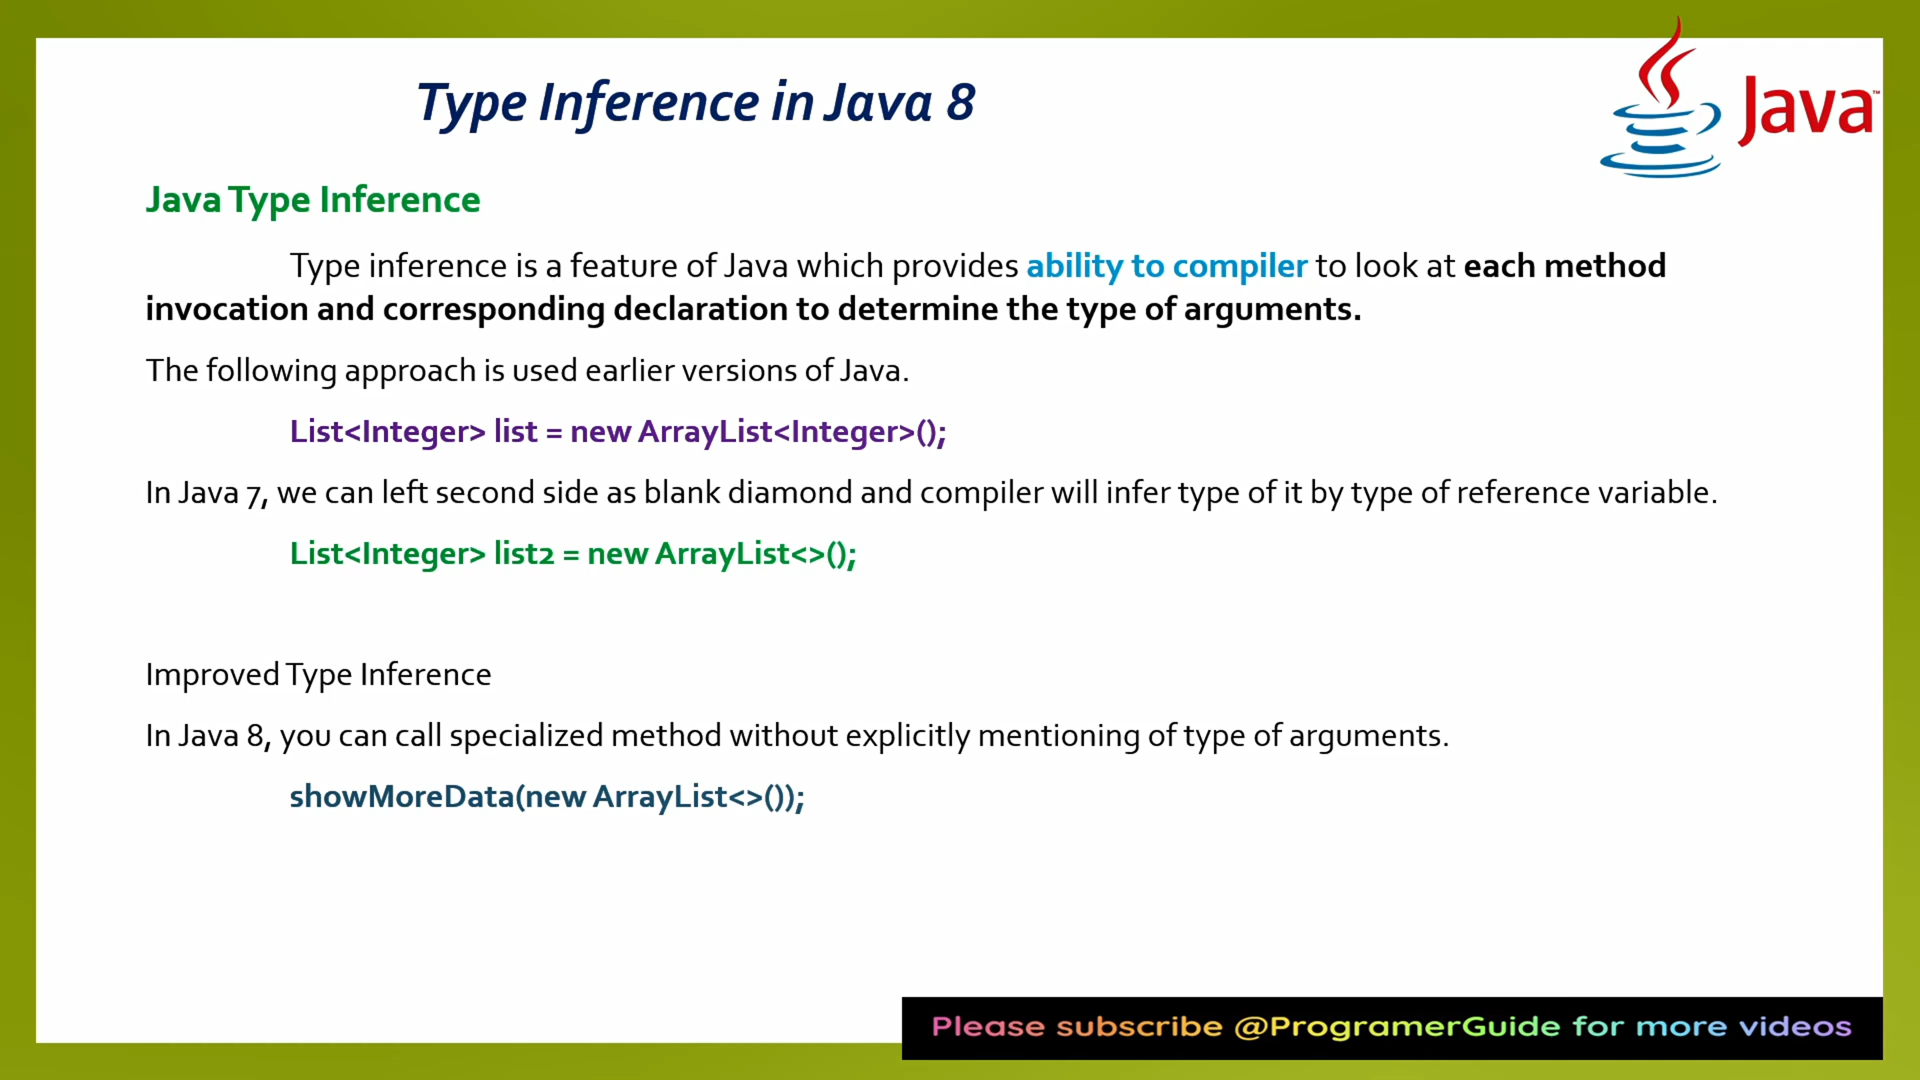 Type Inference in Java 8
Java™
Java Type Inference
Type inference is a feature of Java which provides ability to compiler to look at each method
invocation and corresponding declaration to determine the type of arguments.
The following approach is used earlier versions of Java.
List<Integer> list = new ArrayList<Integer>();
In Java 7, we can left second side as blank diamond and compiler will infer type of it by type of reference variable.
List<Integer> list2 = new ArrayList<>();
Improved Type Inference
In Java 8, you can call specialized method without explicitly mentioning of type of arguments.
showMoreData(new ArrayList<>());
Please subscribe @ProgramerGuide for more videos